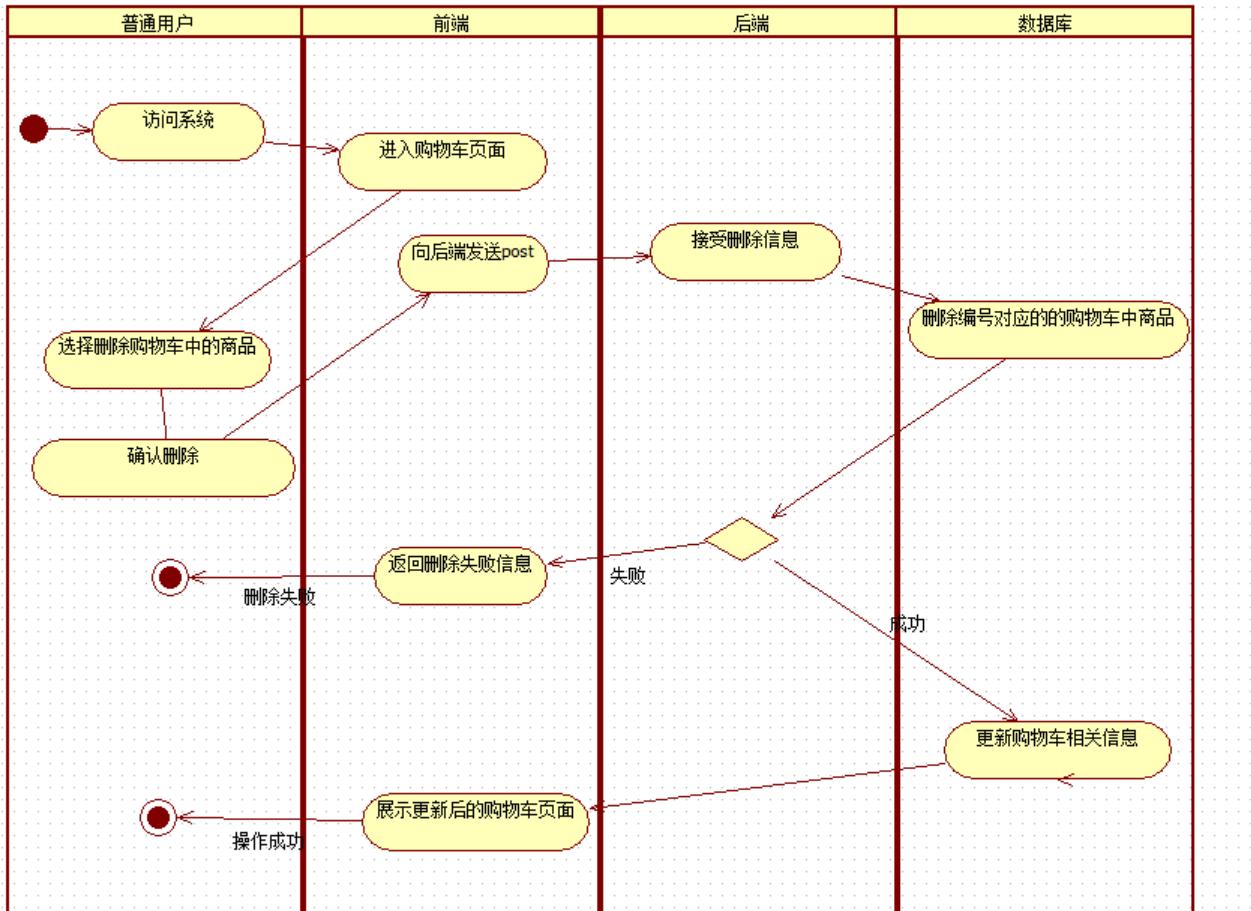 普通用户
前端
后端
数据库
访问系统
进入购物车页面
向后端发送post
接受删除信息
删除编号对应的的购物车中商品
选择删除购物车中的商品
确认删除
返回删除失败信息
失败
删除失败
成功
更新购物车相关信息
展示更新后的购物车页面
操作成功